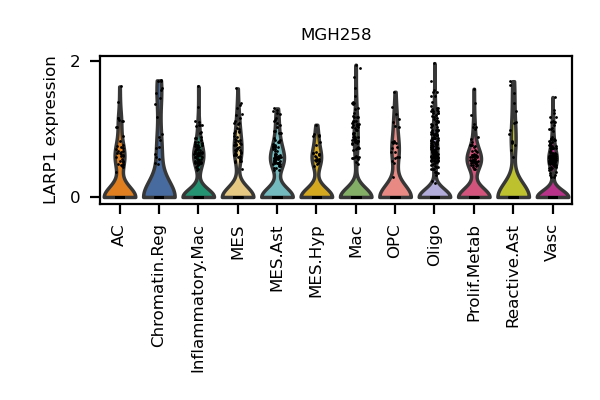 MGH258
LARP1 expression
2
0
AC
Chromatin.Reg
Inflammatory.Mac
MES
MES.Ast
MES.Hyp
Mac
OPC
Oligo
Prolif.Metab
Reactive.Ast
Vasc